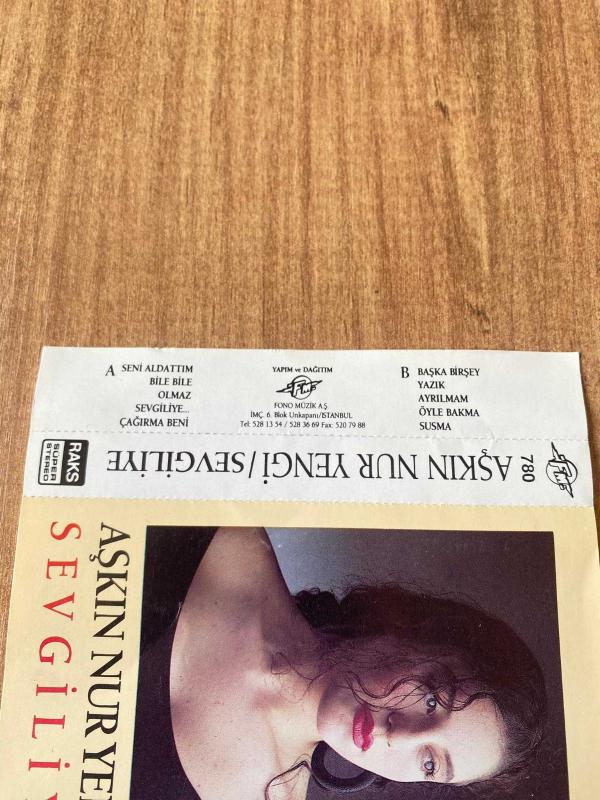 A SENİ ALDATTIM
BİLE BİLE
OLMAZ
SEVGİLİYE...
ÇAĞIRMA BENİ
YAPIM ve DAĞITIM
FONO MÜZİK A.Ş.
İMÇ. 6. Blok Unkapanı/İSTANBUL
Tel: 528 13 54 / 528 36 69 Fax: 520 79 88
B BAŞKA BİRŞEY
YAZIK
AYRILMAM
ÖYLE BAKMA
SUSMA
780
AŞKIN NUR YENGİ/SEVGİLİYE
RAKS
SUPER
STEREO
AŞKIN NUR YE
SEVGİLİ